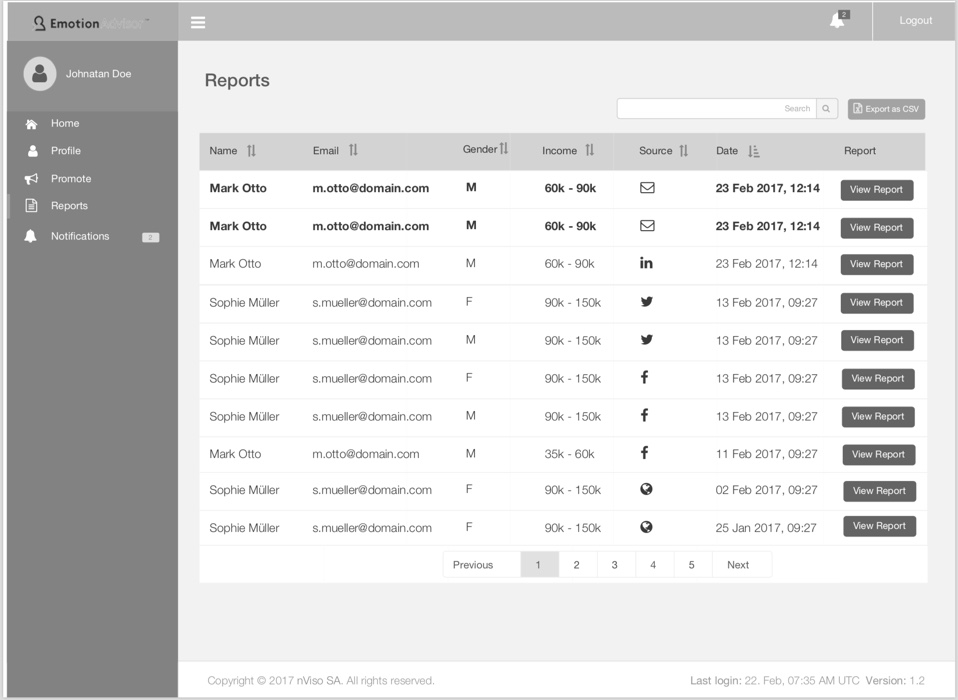 EmotionAdvisor™
2
Logout
Johnatan Doe
Home
Profile
Promote
Reports
Notifications 2
Reports
Search
Export as CSV
Name Email Gender Income Source Date Report
Mark Otto m.otto@domain.com M 60k - 90k 23 Feb 2017, 12:14 View Report
Mark Otto m.otto@domain.com M 60k - 90k 23 Feb 2017, 12:14 View Report
Mark Otto m.otto@domain.com M 60k - 90k in 23 Feb 2017, 12:14 View Report
Sophie Müller s.mueller@domain.com F 90k - 150k 13 Feb 2017, 09:27 View Report
Sophie Müller s.mueller@domain.com M 90k - 150k 13 Feb 2017, 09:27 View Report
Sophie Müller s.mueller@domain.com F 90k - 150k f 13 Feb 2017, 09:27 View Report
Sophie Müller s.mueller@domain.com M 90k - 150k f 13 Feb 2017, 09:27 View Report
Mark Otto m.otto@domain.com M 35k - 60k f 11 Feb 2017, 09:27 View Report
Sophie Müller s.mueller@domain.com F 90k - 150k 02 Feb 2017, 09:27 View Report
Sophie Müller s.mueller@domain.com F 90k - 150k 25 Jan 2017, 09:27 View Report
Previous 1 2 3 4 5 Next
Copyright © 2017 nViso SA. All rights reserved.
Last login: 22. Feb, 07:35 AM UTC Version: 1.2